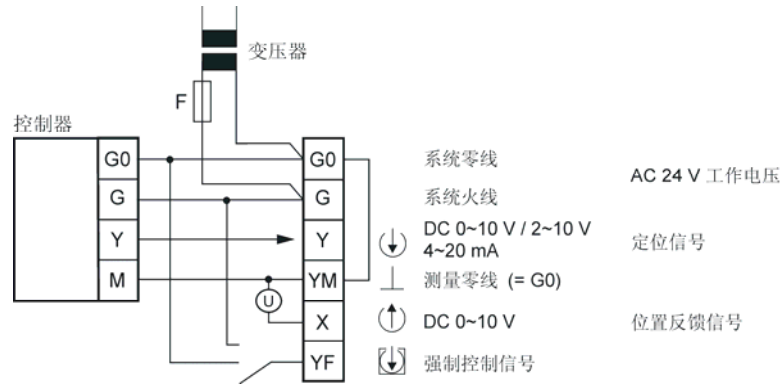 变压器
F
控制器
G0
G0
系统零线
AC 24 V 工作电压
G
G
系统火线
Y
Y
DC 0~10 V / 2~10 V
4~20 mA
定位信号
M
YM
测量零线 (= G0)
U
X
DC 0~10 V
位置反馈信号
YF
强制控制信号